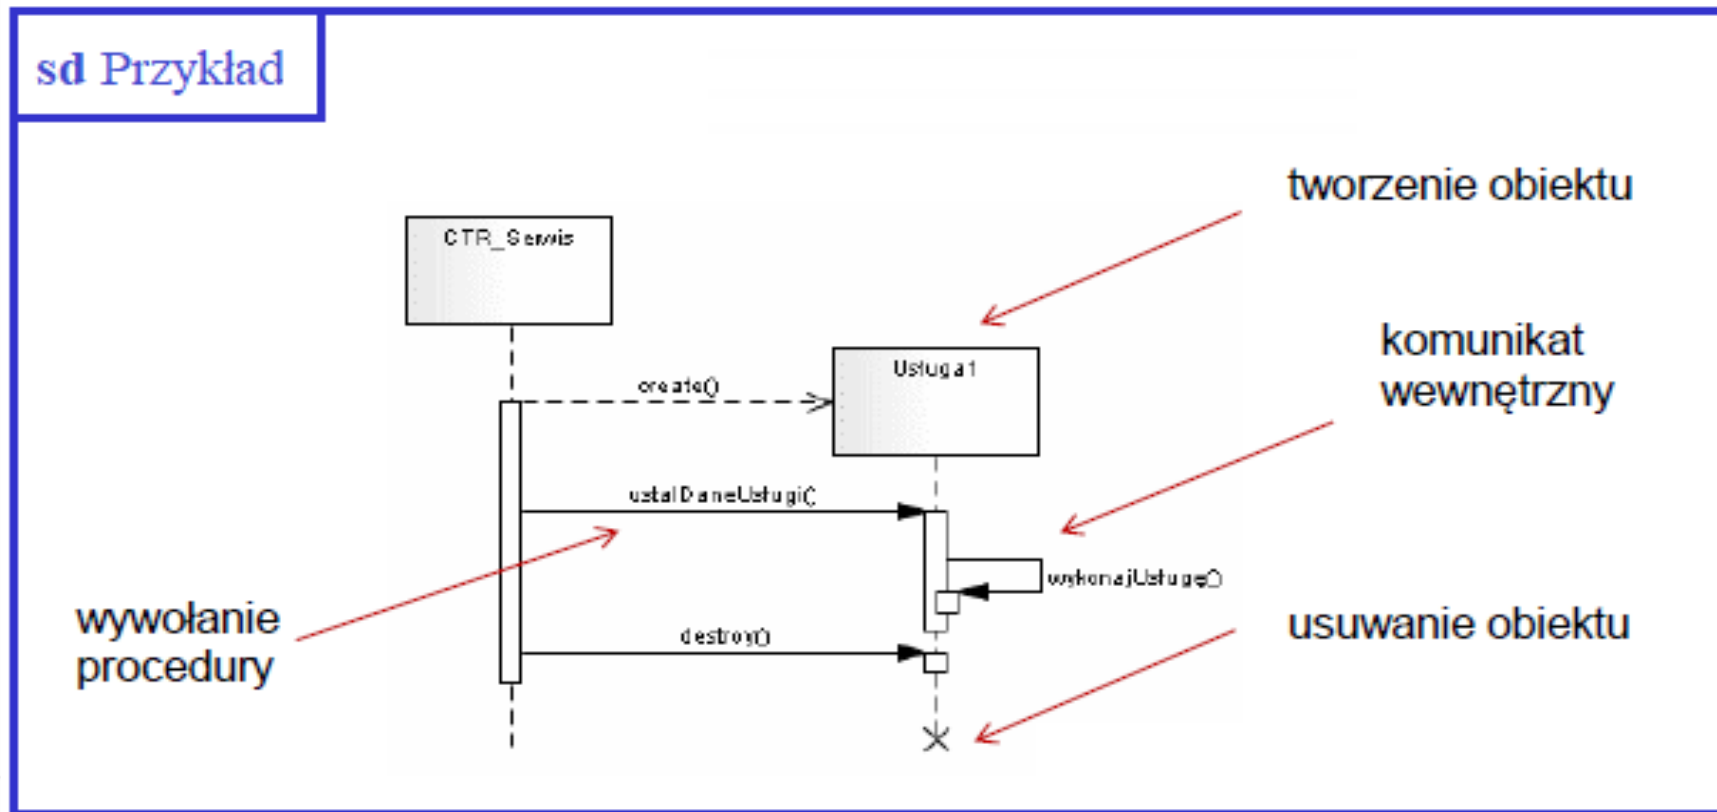 sd Przykład
tworzenie obiektu
CTR_Serwis
komunikat
wewnętrzny
Usługa1
create()
ustalDaneUsługi()
wykonajUsługę()
wywołanie
procedury
destroy()
usuwanie obiektu